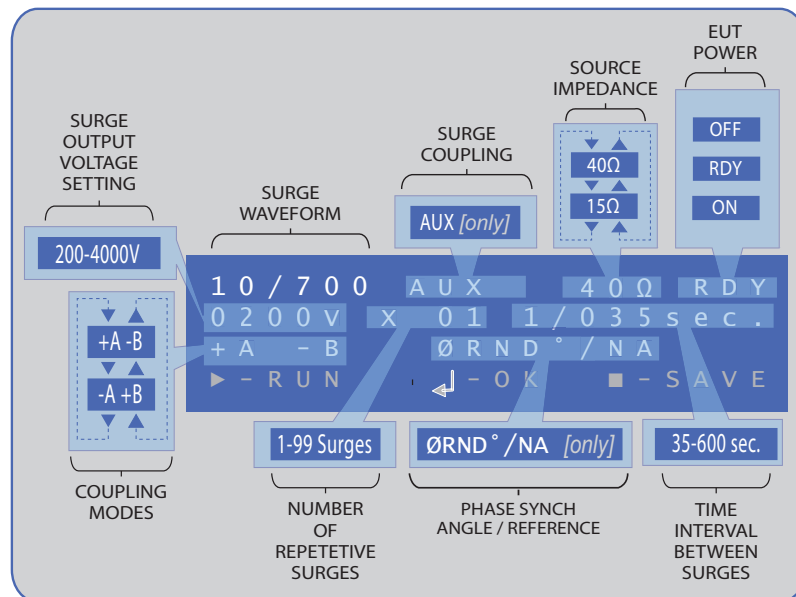 EUT
POWER
SOURCE
IMPEDANCE
SURGE
OUTPUT
VOLTAGE
SETTING
SURGE
COUPLING
SURGE
WAVEFORM
OFF
RDY
ON
40Ω
15Ω
AUX [only]
200-4000V
10/700 AUX 40Ω RDY
0200V X 01 1/035sec.
+A -B ØRND°/NA
▶-RUN ↲-OK ■-SAVE
+A -B
-A +B
1-99 Surges
ØRND°/NA [only]
35-600 sec.
COUPLING
MODES
NUMBER
OF
REPETETIVE
SURGES
PHASE SYNCH
ANGLE / REFERENCE
TIME
INTERVAL
BETWEEN
SURGES